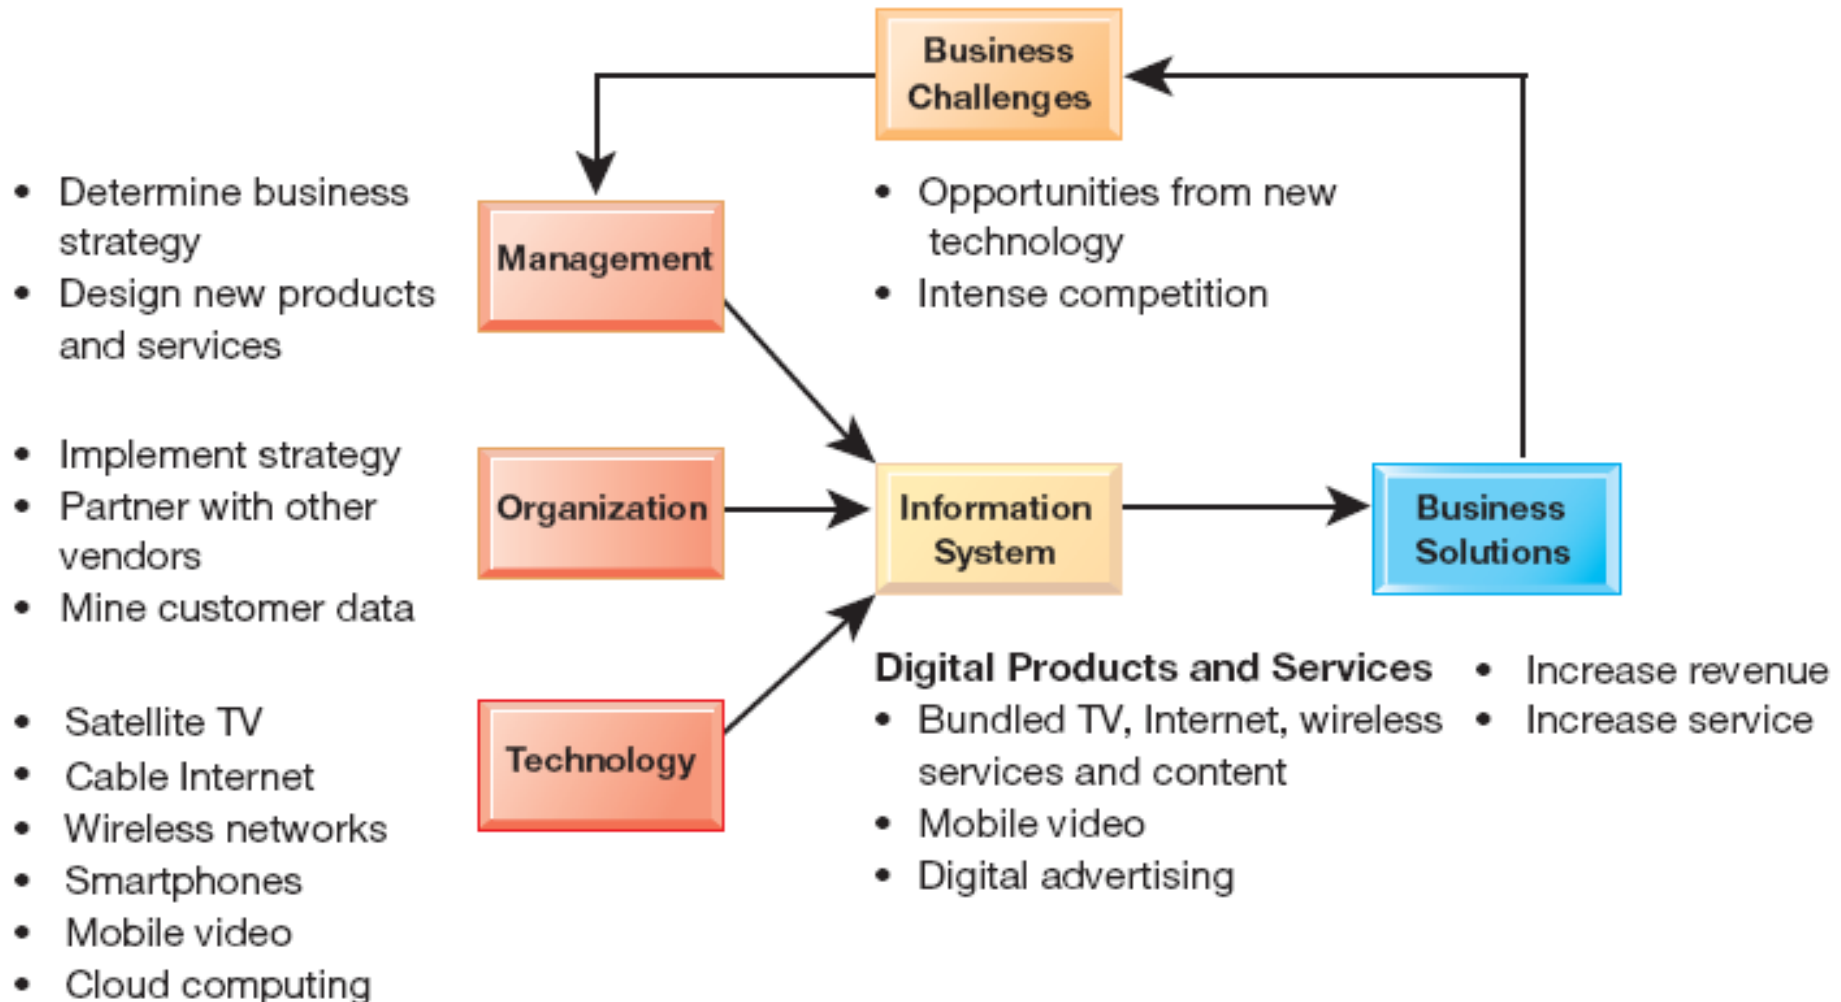 Business
Challenges
• Determine business
strategy
• Design new products
and services
Management
• Opportunities from new
technology
• Intense competition
• Implement strategy
• Partner with other
vendors
• Mine customer data
Organization
Information
System
Business
Solutions
• Satellite TV
• Cable Internet
• Wireless networks
• Smartphones
• Mobile video
• Cloud computing
Technology
Digital Products and Services
• Bundled TV, Internet, wireless
services and content
• Mobile video
• Digital advertising
• Increase revenue
• Increase service